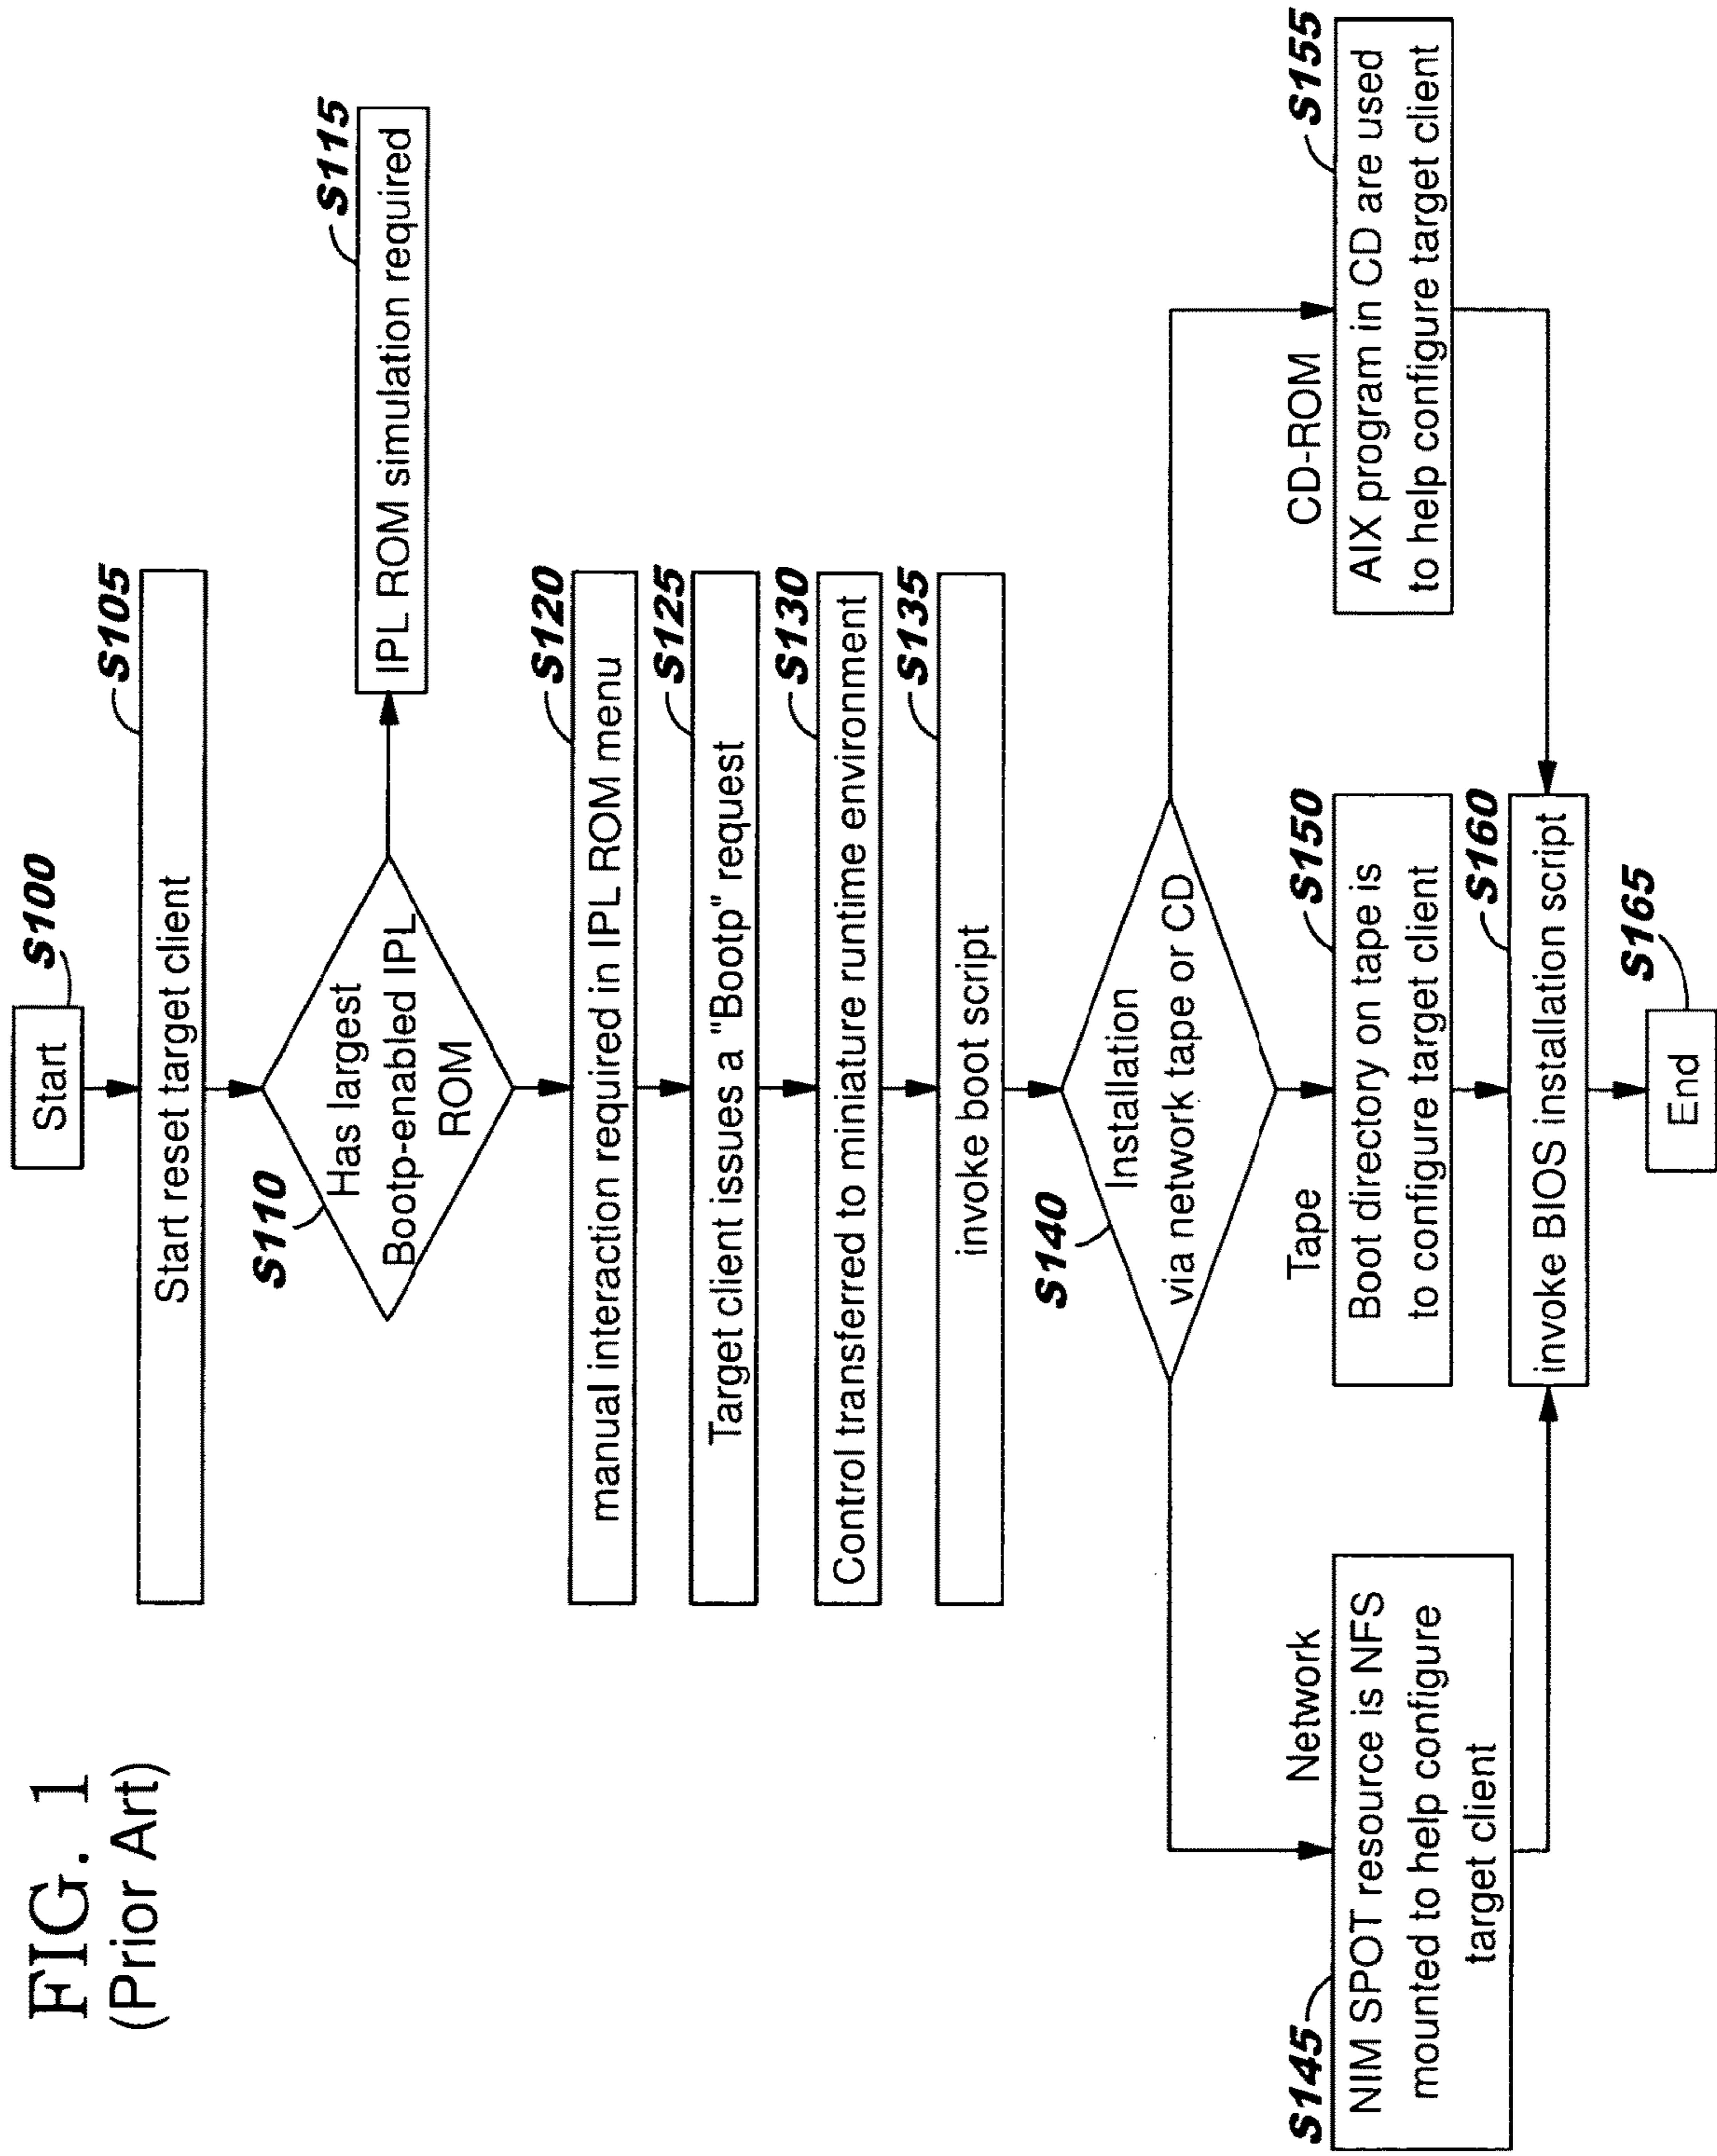 FIG. 1
(Prior Art)
Start
S100
S105
Start reset target client
S110
Has largest
Bootp-enabled IPL
ROM
S115
IPL ROM simulation required
S120
manual interaction required in IPL ROM menu
S125
Target client issues a "Bootp" request
S130
Control transferred to miniature runtime environment
S135
invoke boot script
S140
Installation
via network tape or CD
Network
S145
NIM SPOT resource is NFS
mounted to help configure
target client
Tape
S150
Boot directory on tape is
to configure target client
CD-ROM
S155
AIX program in CD are used
to help configure target client
S160
invoke BIOS installation script
S165
End